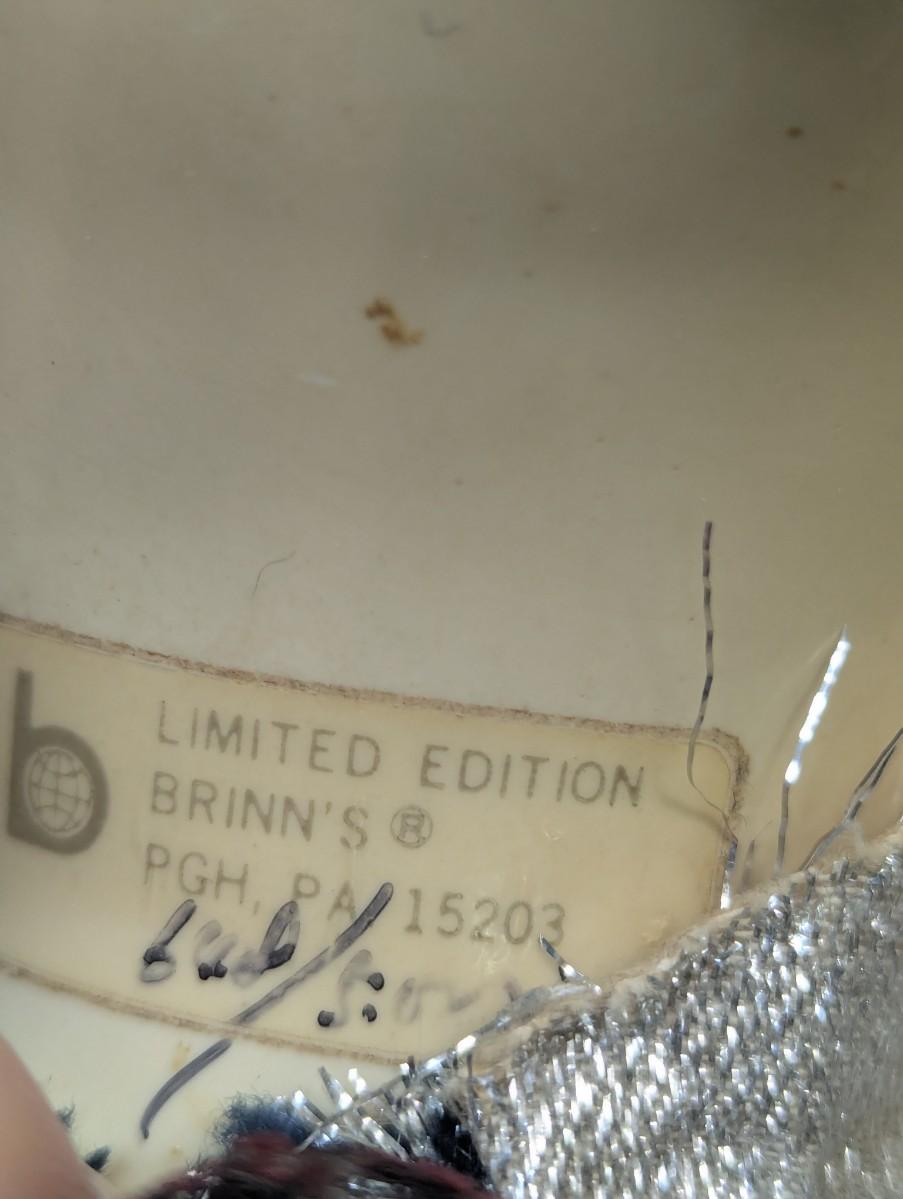 b
LIMITED EDITION
BRINN'S ®
PGH, PA 15203